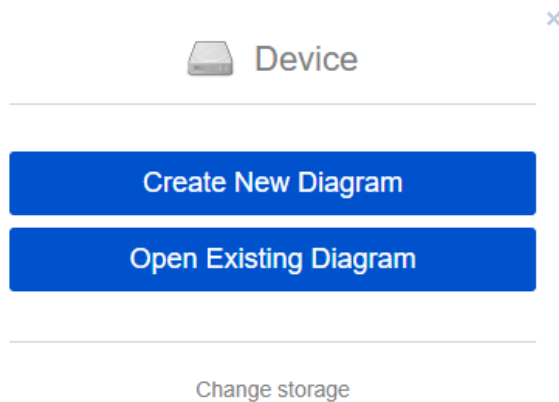 Device
Create New Diagram
Open Existing Diagram
Change storage